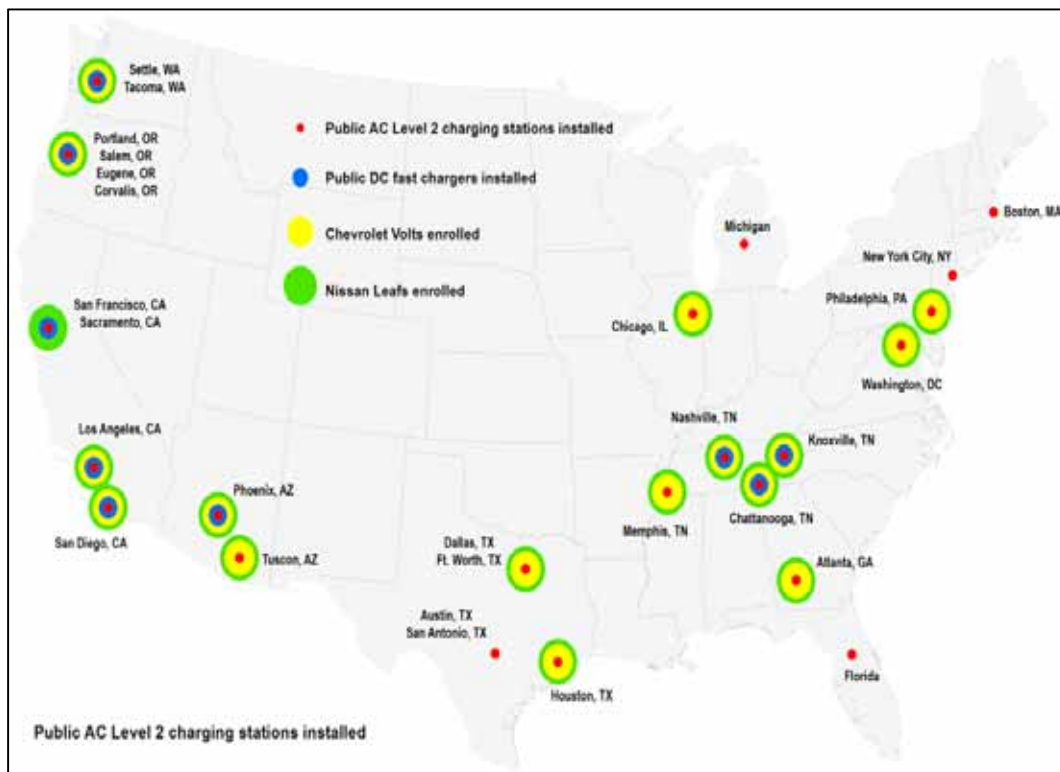 Settle, WA
Tacoma, WA
Portland, OR
Salem, OR
Eugene, OR
Corvalis, OR
Public AC Level 2 charging stations installed
Public DC fast chargers installed
Chevrolet Volts enrolled
Nissan Leafs enrolled
Boston, MA
Michigan
New York City, NY
Philadelphia, PA
San Francisco, CA
Sacramento, CA
Chicago, IL
Washington, DC
Los Angeles, CA
Nashville, TN
Knoxville, TN
Phoenix, AZ
San Diego, CA
Chattanooga, TN
Memphis, TN
Tuscon, AZ
Dallas, TX
Ft. Worth, TX
Atlanta, GA
Austin, TX
San Antonio, TX
Houston, TX
Florida
Public AC Level 2 charging stations installed